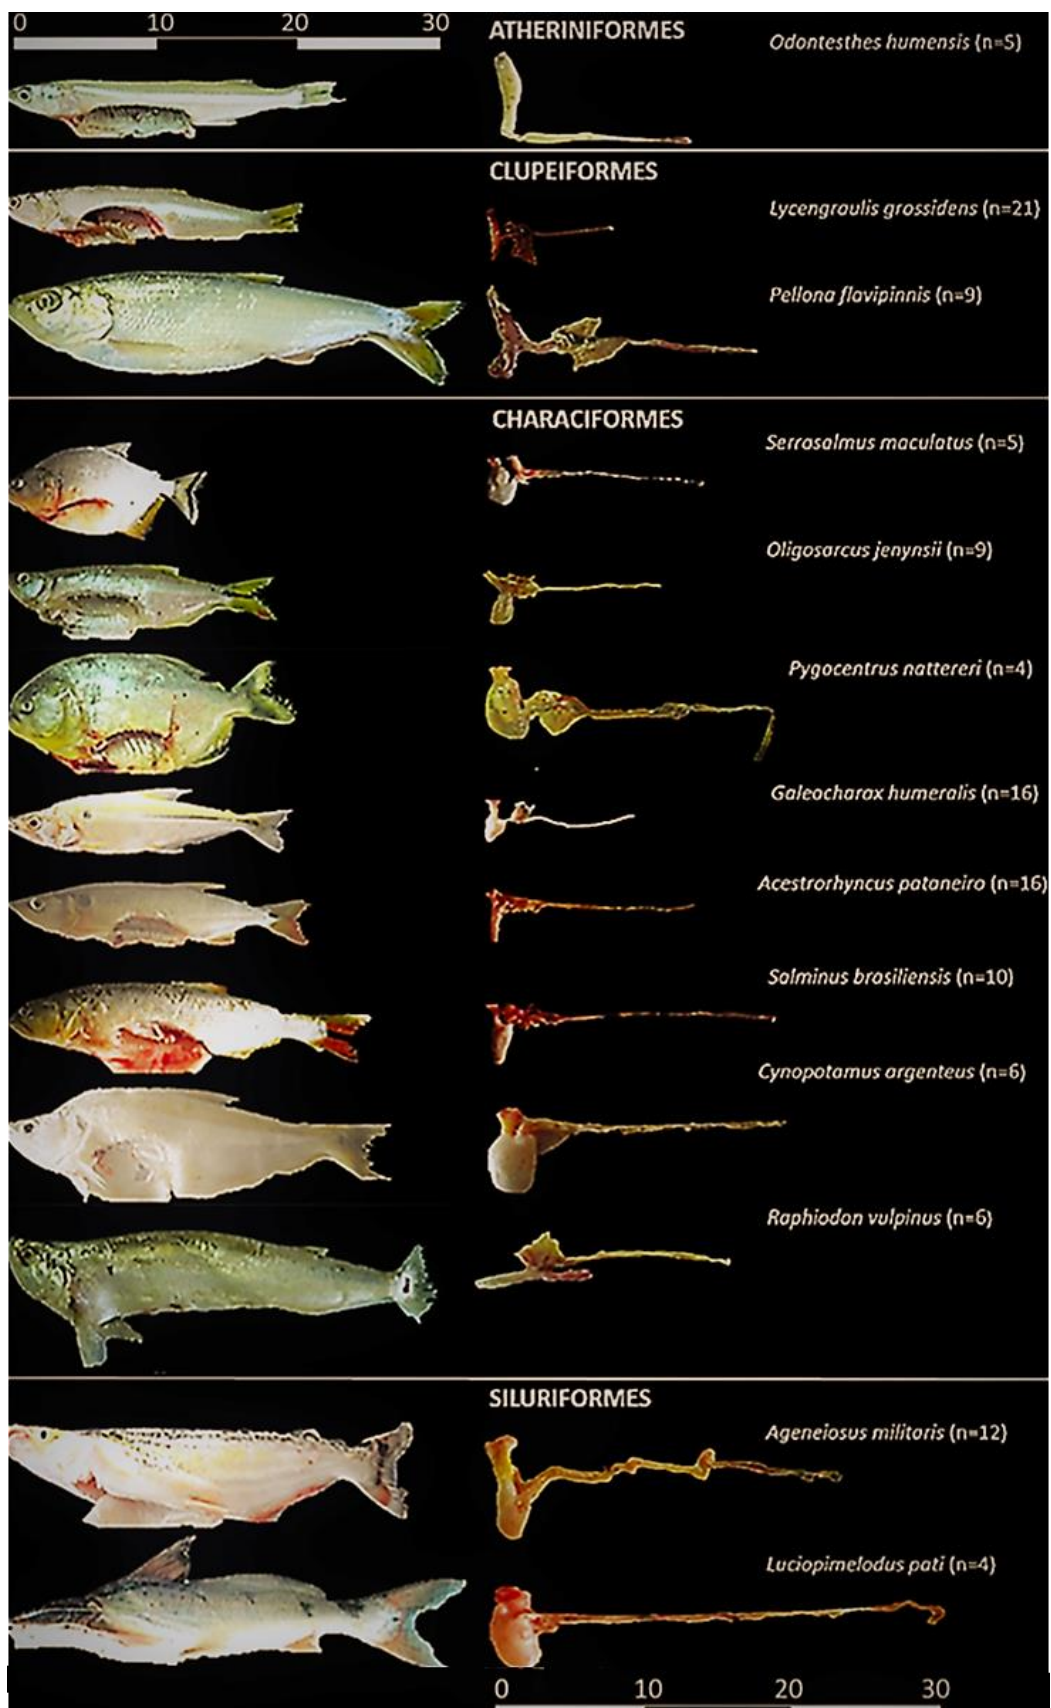 0 10 20 30
ATHERINIFORMES
Odontesthes humensis (n=5)
CLUPEIFORMES
Lycengraulis grossidens (n=21)
Pellona flavipinnis (n=9)
CHARACIFORMES
Serrasalmus maculatus (n=5)
Oligosarcus jenynsii (n=9)
Pygocentrus nattereri (n=4)
Galeocharax humeralis (n=16)
Acestrorhyncus pataneiro (n=16)
Salminus brasiliensis (n=10)
Cynopotamus argenteus (n=6)
Raphiodon vulpinus (n=6)
SILURIFORMES
Ageneiosus militaris (n=12)
Luciopimelodus pati (n=4)
0 10 20 30